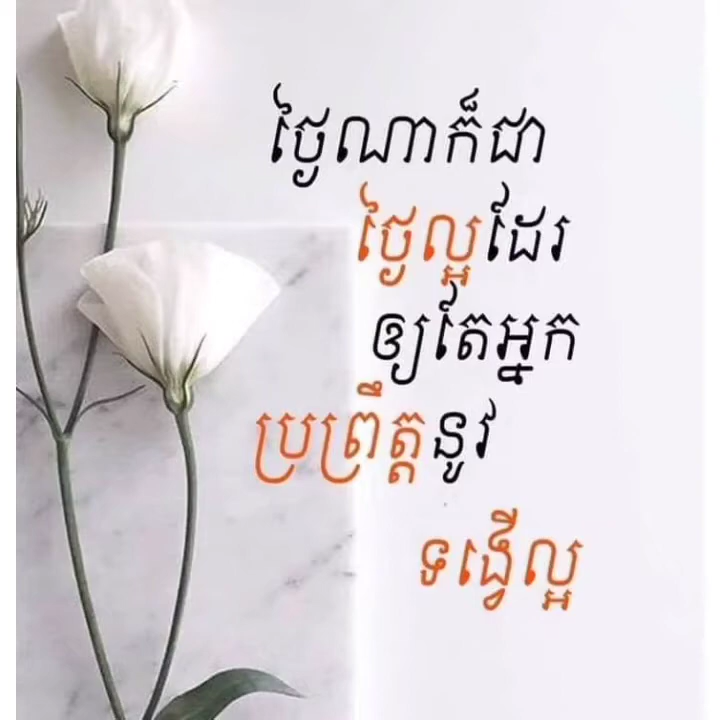 ថ្ងៃណាក៏ជា
ថ្ងៃល្អដែរ
ឲ្យតែអ្នក
ប្រព្រឹត្តនូវ
ទង្វើល្អ